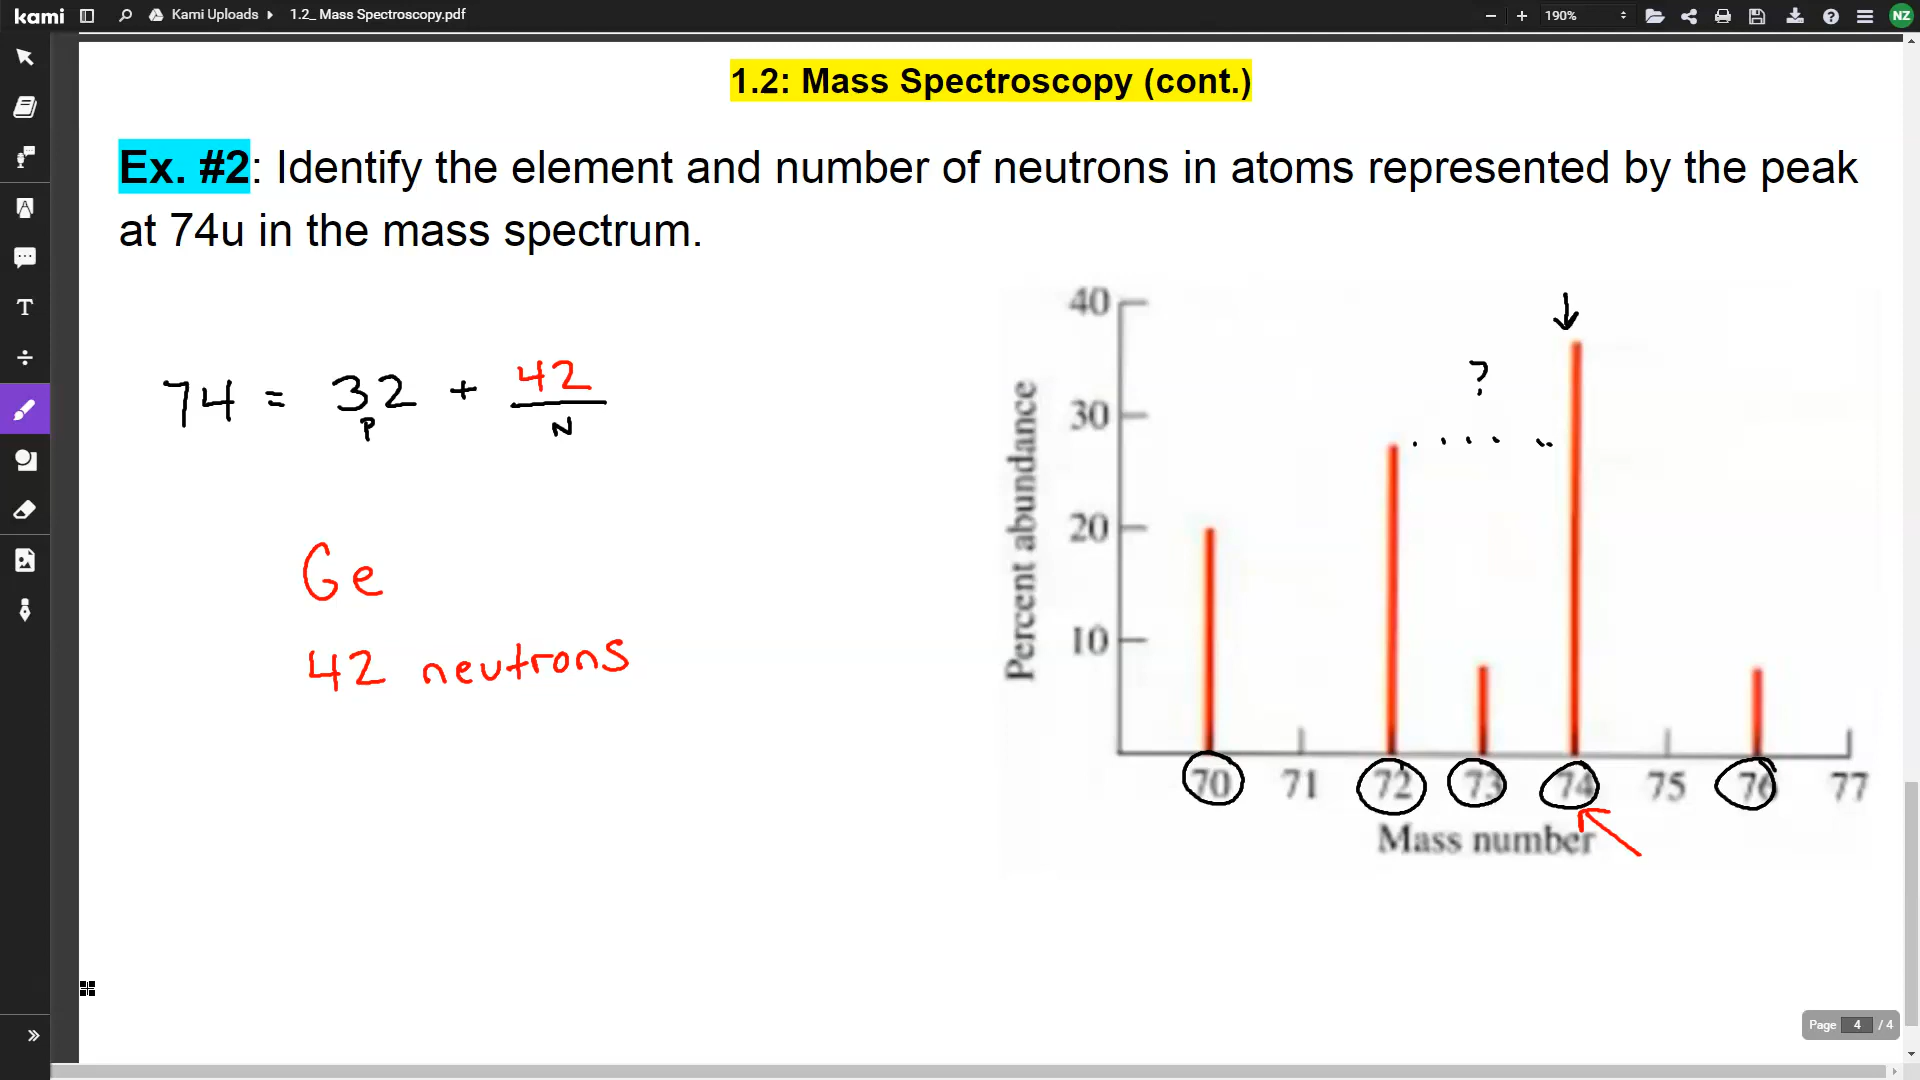 kami Kami Uploads 1.2_ Mass Spectroscopy.pdf 190% NZ
1.2: Mass Spectroscopy (cont.)
Ex. #2: Identify the element and number of neutrons in atoms represented by the peak
at 74u in the mass spectrum.
74 = 32 + 42
P N
Ge
42 neutrons
Percent abundance
40
30
20
10
?
70 71 72 73 74 75 76 77
Mass number
Page 4 / 4